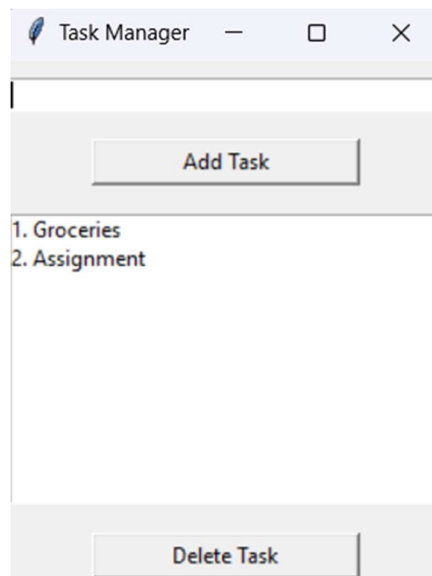 Task Manager
Add Task
1. Groceries
2. Assignment
Delete Task